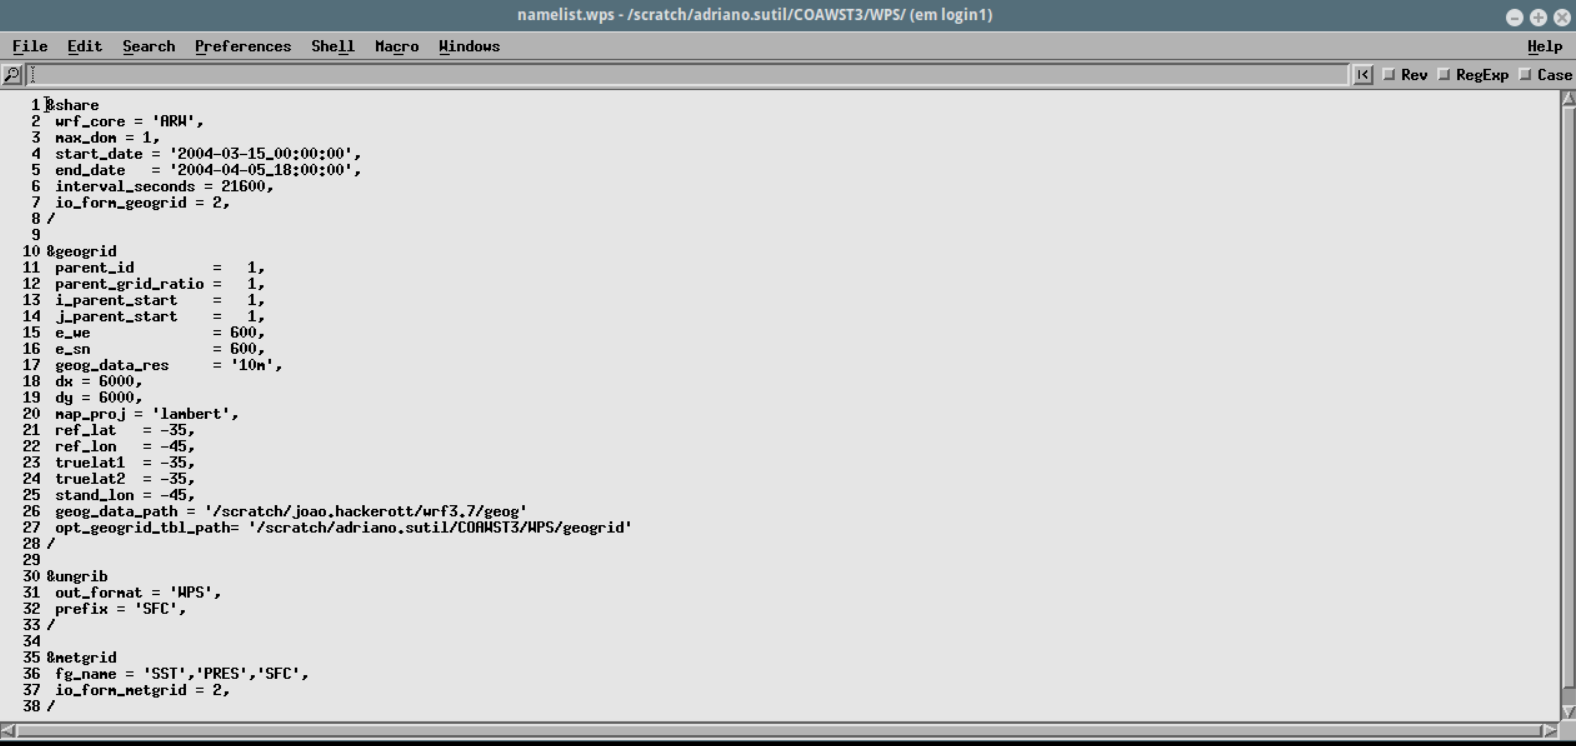 namelist.wps - /scratch/adriano.sutil/COAWST3/WPS/ (em login1)
File Edit Search Preferences Shell Macro Windows Help
Rev RegExp Case
1 &share
2 wrf_core = 'ARW',
3 max_dom = 1,
4 start_date = '2004-03-15_00:00:00',
5 end_date   = '2004-04-05_18:00:00',
6 interval_seconds = 21600,
7 io_form_geogrid = 2,
8 /
9
10 &geogrid
11 parent_id         =   1,
12 parent_grid_ratio =   1,
13 i_parent_start    =   1,
14 j_parent_start    =   1,
15 e_we              = 600,
16 e_sn              = 600,
17 geog_data_res     = '10m',
18 dx = 6000,
19 dy = 6000,
20 map_proj = 'lambert',
21 ref_lat   = -35,
22 ref_lon   = -45,
23 truelat1  = -35,
24 truelat2  = -35,
25 stand_lon = -45,
26 geog_data_path = '/scratch/joao.hackerott/wrf3.7/geog'
27 opt_geogrid_tbl_path= '/scratch/adriano.sutil/COAWST3/WPS/geogrid'
28 /
29
30 &ungrib
31 out_format = 'WPS',
32 prefix = 'SFC',
33 /
34
35 &metgrid
36 fg_name = 'SST','PRES','SFC',
37 io_form_metgrid = 2,
38 /